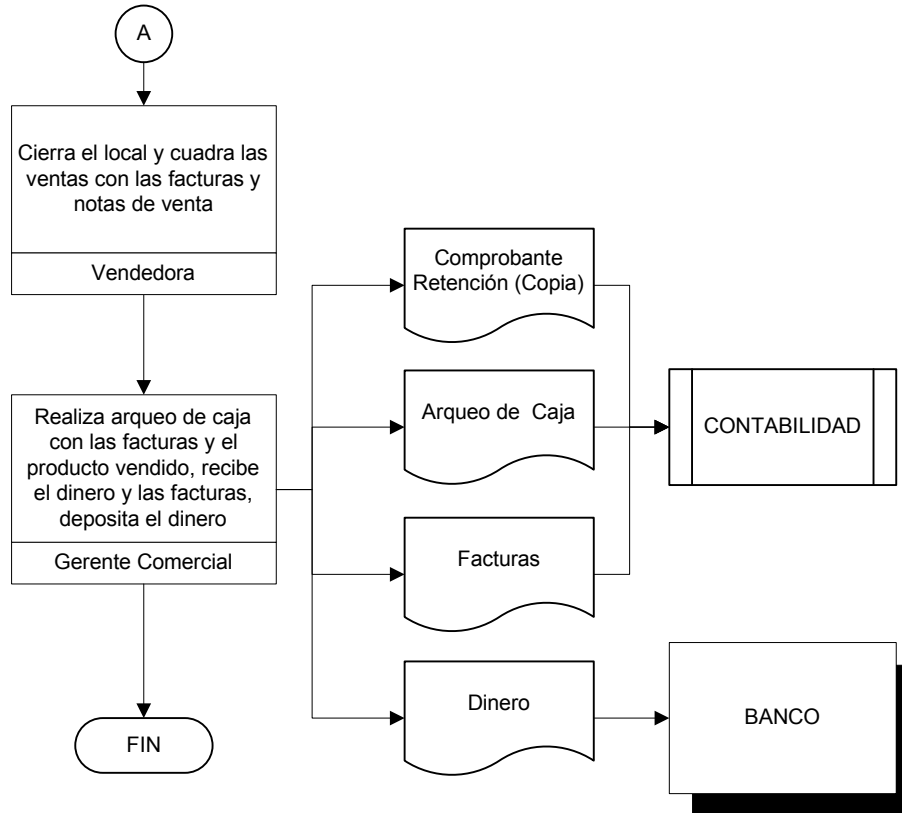 A
Cierra el local y cuadra las
ventas con las facturas y
notas de venta
Vendedora
Realiza arqueo de caja
con las facturas y el
producto vendido, recibe
el dinero y las facturas,
deposita el dinero
Gerente Comercial
FIN
Comprobante
Retención (Copia)
Arqueo de Caja
Facturas
Dinero
CONTABILIDAD
BANCO